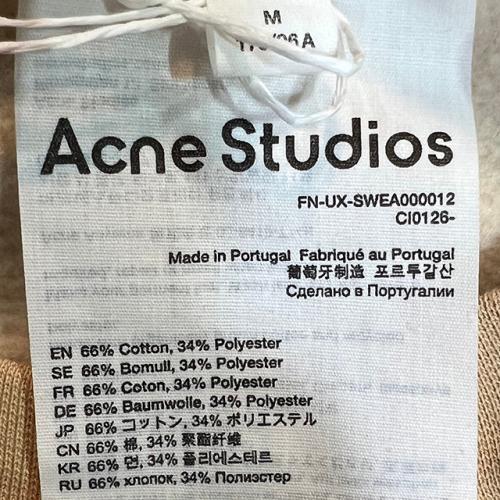 M
Acne Studios
FN-UX-SWEA000012
CI0126-
Made in Portugal Fabriqué au Portugal
葡萄牙制造 포르투갈산
Сделано в Португалии
EN 66% Cotton, 34% Polyester
SE 66% Bomull, 34% Polyester
FR 66% Coton, 34% Polyester
DE 66% Baumwolle, 34% Polyester
JP 66% コットン, 34% ポリエステル
CN 66% 棉, 34% 聚酯纤维
KR 66% 면, 34% 폴리에스테르
RU 66% хлопок, 34% Полиэстер